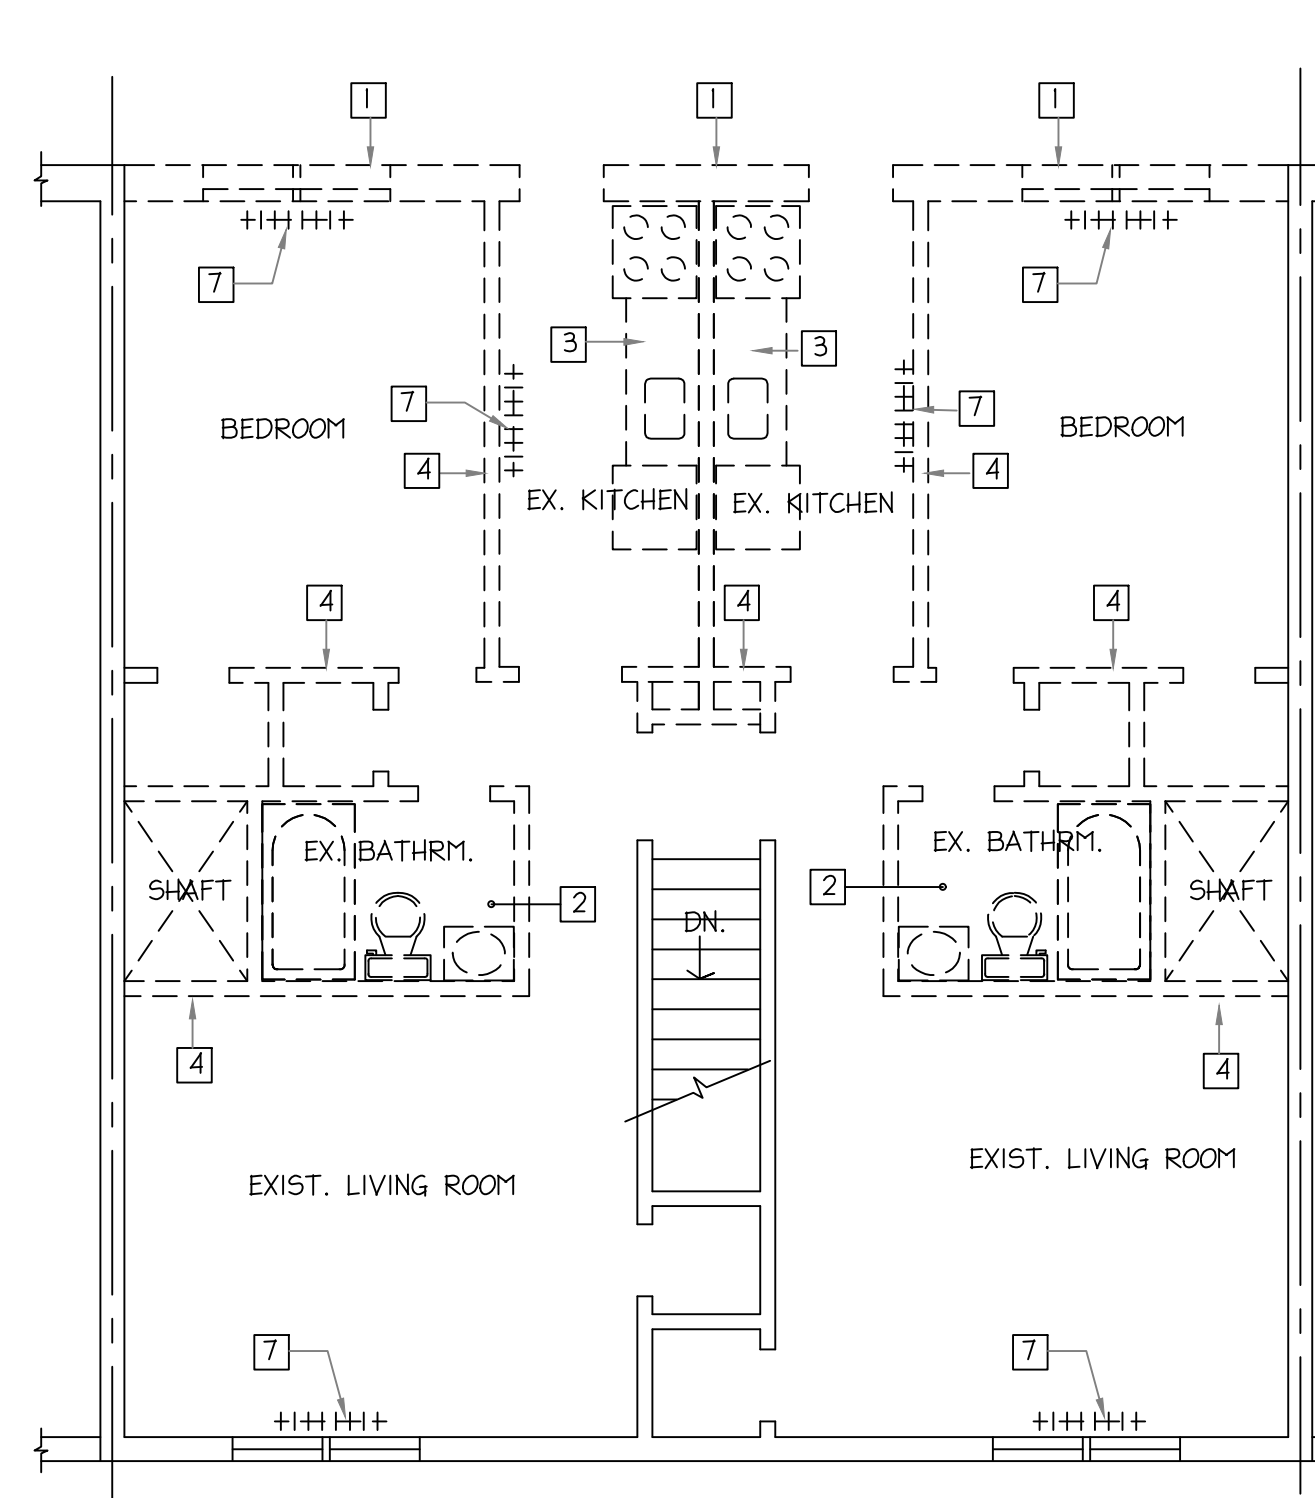 1 1 1
7 7
3 3
7 7
BEDROOM BEDROOM
4 4
EX. KITCHEN EX. KITCHEN
4 4 4
EX. BATHRM. EX. BATHRM.
SHAFT 2 2 SHAFT
DN.
4 4
EXIST. LIVING ROOM EXIST. LIVING ROOM
7 7